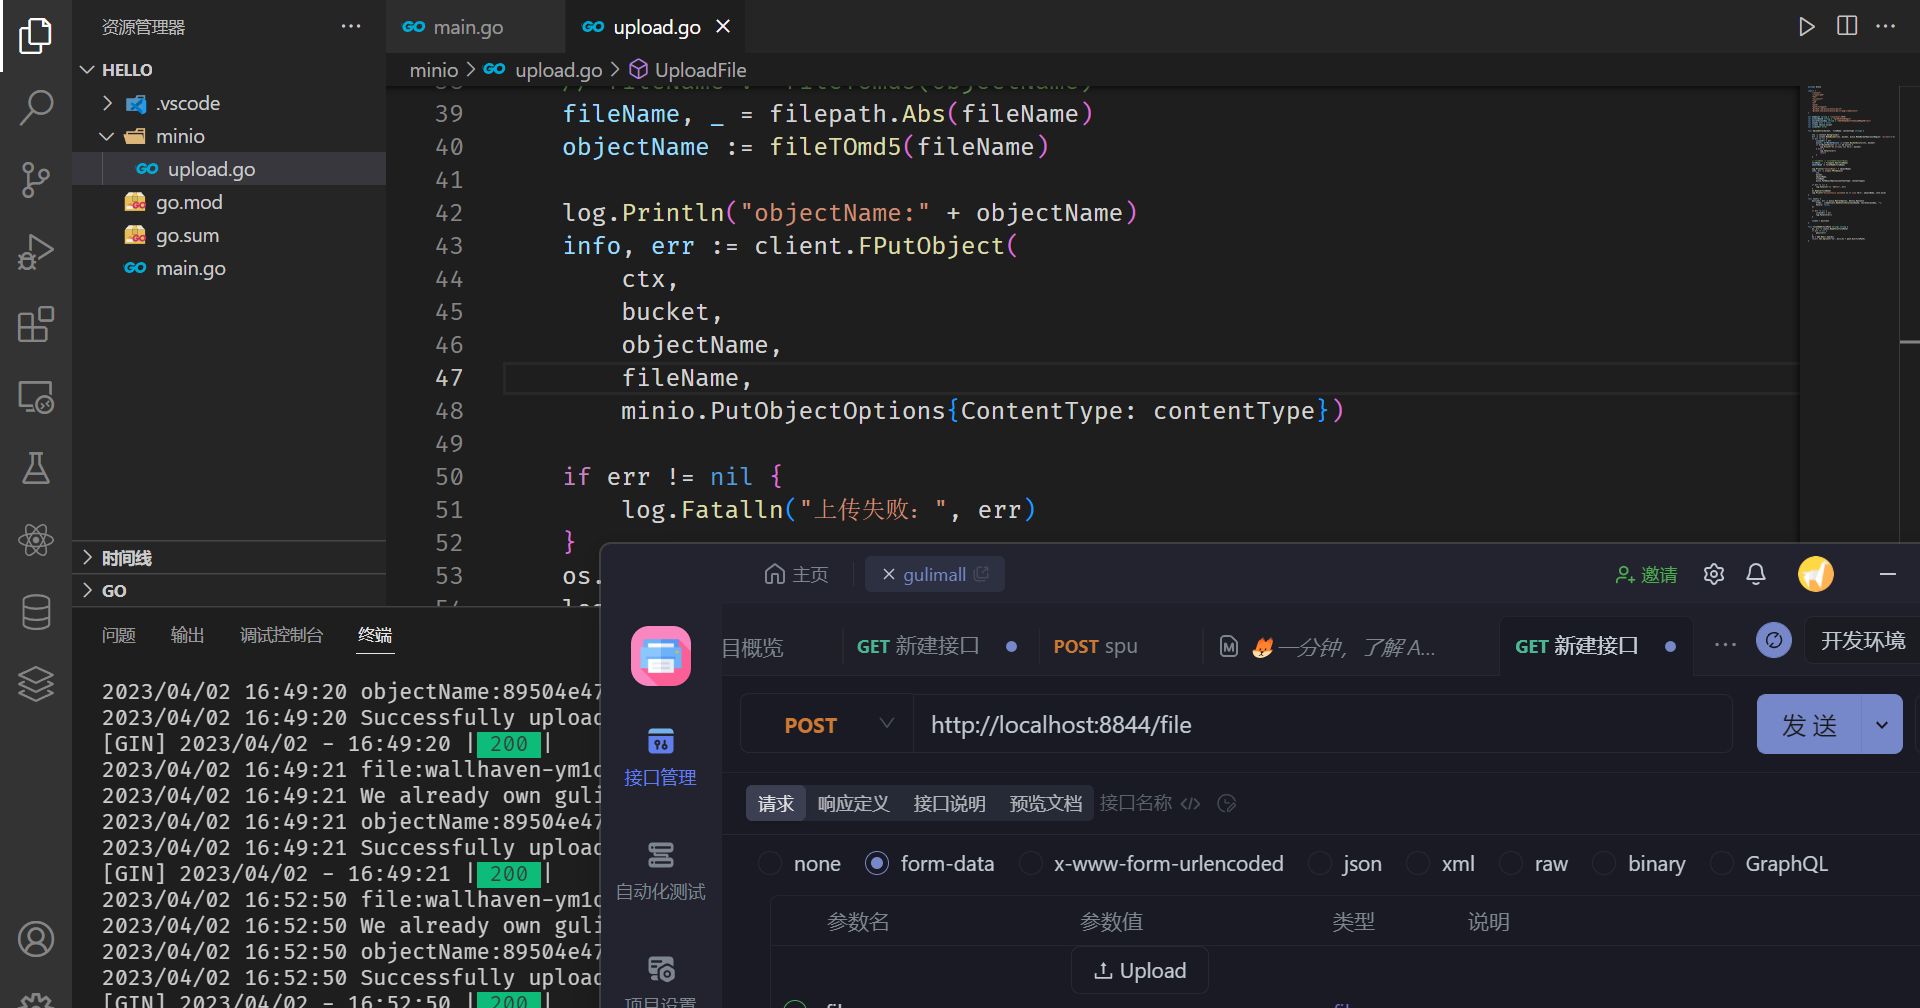 资源管理器
HELLO
.vscode
minio
upload.go
go.mod
go.sum
main.go
时间线
GO
main.go
upload.go
minio > upload.go > UploadFile
39 fileName, _ = filepath.Abs(fileName)
40 objectName := fileTOmd5(fileName)
41
42 log.Println("objectName:" + objectName)
43 info, err := client.FPutObject(
44 ctx,
45 bucket,
46 objectName,
47 fileName,
48 minio.PutObjectOptions{ContentType: contentType})
49
50 if err != nil {
51 log.Fatalln("上传失败：", err)
52 }
53 os.
问题 输出 调试控制台 终端
2023/04/02 16:49:20 objectName:89504e47
2023/04/02 16:49:20 Successfully upload
[GIN] 2023/04/02 - 16:49:20 | 200 |
2023/04/02 16:49:21 file:wallhaven-ym1
2023/04/02 16:49:21 We already own guli
2023/04/02 16:49:21 objectName:89504e47
2023/04/02 16:49:21 Successfully upload
[GIN] 2023/04/02 - 16:49:21 | 200 |
2023/04/02 16:52:50 file:wallhaven-ym1
2023/04/02 16:52:50 We already own guli
2023/04/02 16:52:50 objectName:89504e47
2023/04/02 16:52:50 Successfully upload
[GIN] 2023/04/02 - 16:52:50 | 200 |
主页
gulimall
邀请
目概览
GET 新建接口
POST spu
一分钟，了解 A...
GET 新建接口
开发环境
POST
http://localhost:8844/file
发 送
接口管理
自动化测试
项目设置
请求 响应定义 接口说明 预览文档 接口名称
none form-data x-www-form-urlencoded json xml raw binary GraphQL
参数名 参数值 类型 说明
Upload